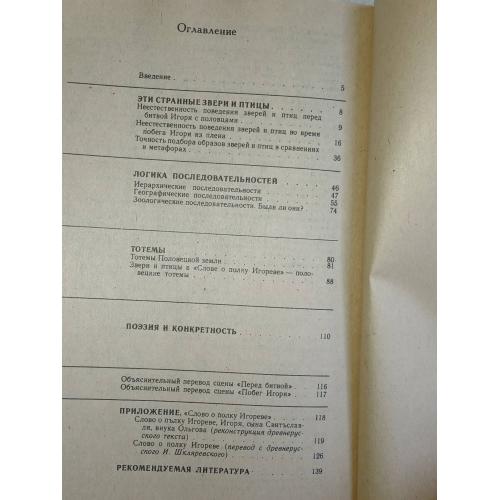 Оглавление
Введение . 5
ЭТИ СТРАННЫЕ ЗВЕРИ И ПТИЦЫ. 8
Неестественность поведения зверей и птиц перед
битвой Игоря с половцами 9
Неестественность поведения зверей и птиц во время
побега Игоря из плена 16
Точность подбора образов зверей и птиц в сравнениях
и метафорах 36
ЛОГИКА ПОСЛЕДОВАТЕЛЬНОСТЕЙ 46
Иерархические последовательности 47
Географические последовательности 55
Зоологические последовательности. Были ли они? 74
ТОТЕМЫ 80
Тотемы Половецкой земли 81
Звери и птицы в «Слове о полку Игореве» — поло-
вецкие тотемы 88
ПОЭЗИЯ И КОНКРЕТНОСТЬ 110
Объяснительный перевод сцены «Перед битвой» 116
Объяснительный перевод сцены «Побег Игоря» 117
ПРИЛОЖЕНИЕ. «Слово о полку Игореве» 118
Слово о пълку Игореве, Игоря, сына Святъслав-
ля, внука Ольгова (реконструкция древнерус-
ского текста) 119
Слово о полку Игореве (перевод с древнерус-
ского И. Шкляревского) 126
РЕКОМЕНДУЕМАЯ ЛИТЕРАТУРА 139